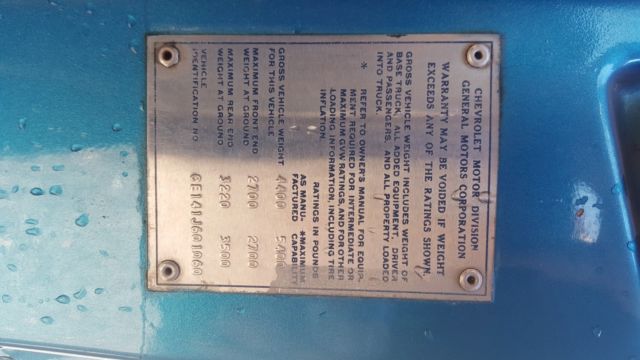 CHEVROLET MOTOR DIVISION
GENERAL MOTORS CORPORATION
WARRANTY MAY BE VOIDED IF WEIGHT
EXCEEDS ANY OF THE RATINGS SHOWN.
GROSS VEHICLE WEIGHT INCLUDES WEIGHT OF
BASE TRUCK, ALL ADDED EQUIPMENT, DRIVER
AND PASSENGERS AND ALL PROPERTY LOADED
INTO TRUCK
* REFER TO OWNER'S MANUAL FOR EQUIP-
MENT REQUIRED FOR INTERMEDIATE OR
MAXIMUM GVW RATINGS, AND FOR OTHER
LOADING INFORMATION, INCLUDING TIRE
INFLATION.
RATINGS IN POUNDS
AS MANU- *MAXIMUM
FACTURED CAPABILITY
GROSS VEHICLE WEIGHT
FOR THIS VEHICLE 4400 5400
MAXIMUM FRONT END
WEIGHT AT GROUND 2700 2700
MAXIMUM REAR END
WEIGHT AT GROUND 3220 3500
VEHICLE
IDENTIFICATION NO.